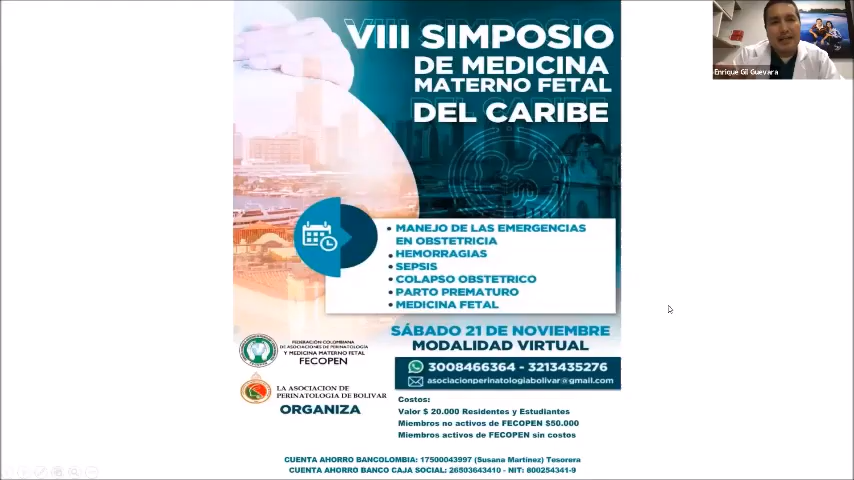 VIII SIMPOSIO
DE MEDICINA
MATERNO FETAL
DEL CARIBE
Enrique Gil Guevara
• MANEJO DE LAS EMERGENCIAS
EN OBSTETRICIA
• HEMORRAGIAS
• SEPSIS
• COLAPSO OBSTETRICO
• PARTO PREMATURO
• MEDICINA FETAL
SÁBADO 21 DE NOVIEMBRE
MODALIDAD VIRTUAL
FEDERACIÓN COLOMBIANA
DE ASOCIACIONES DE PERINATOLOGÍA
Y MEDICINA MATERNO FETAL
FECOPEN
3008466364 - 3213435276
asociacionperinatologiabolivar@gmail.com
LA ASOCIACION DE
PERINATOLOGIA DE BOLIVAR
ORGANIZA
Costos:
Valor $ 20.000 Residentes y Estudiantes
Miembros no activos de FECOPEN $50.000
Miembros activos de FECOPEN sin costos
CUENTA AHORRO BANCOLOMBIA: 17500043997 (Susana Martínez) Tesorera
CUENTA AHORRO BANCO CAJA SOCIAL: 26503643410 - NIT: 800254341-9